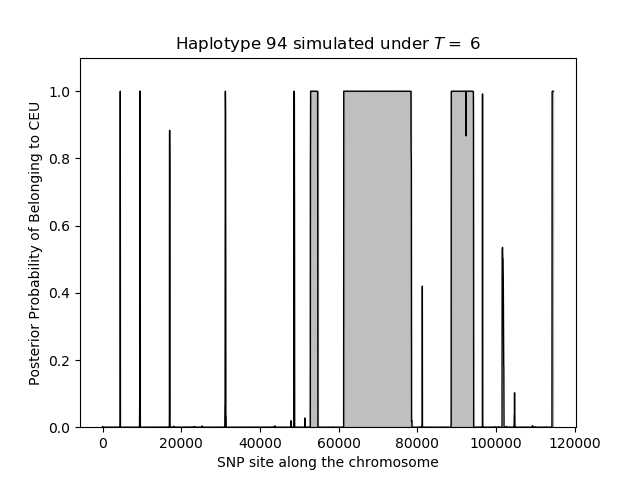 Haplotype 94 simulated under T = 6
Posterior Probability of Belonging to CEU
1.0
0.8
0.6
0.4
0.2
0.0
0 20000 40000 60000 80000 100000 120000
SNP site along the chromosome